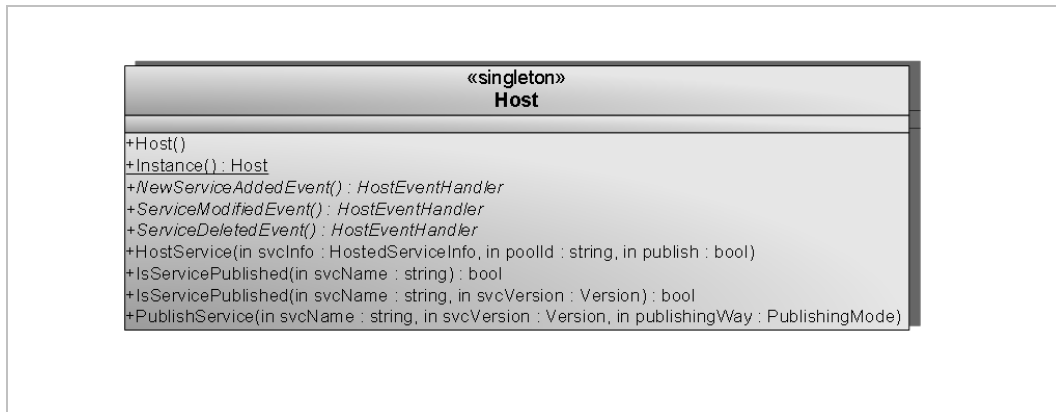 «singleton»
Host
+Host()
+Instance() : Host
+NewServiceAddedEvent() : HostEventHandler
+ServiceModifiedEvent() : HostEventHandler
+ServiceDeletedEvent() : HostEventHandler
+HostService(in svcInfo : HostedServiceInfo, in poolId : string, in publish : bool)
+IsServicePublished(in svcName : string) : bool
+IsServicePublished(in svcName : string, in svcVersion : Version) : bool
+PublishService(in svcName : string, in svcVersion : Version, in publishingWay : PublishingMode)